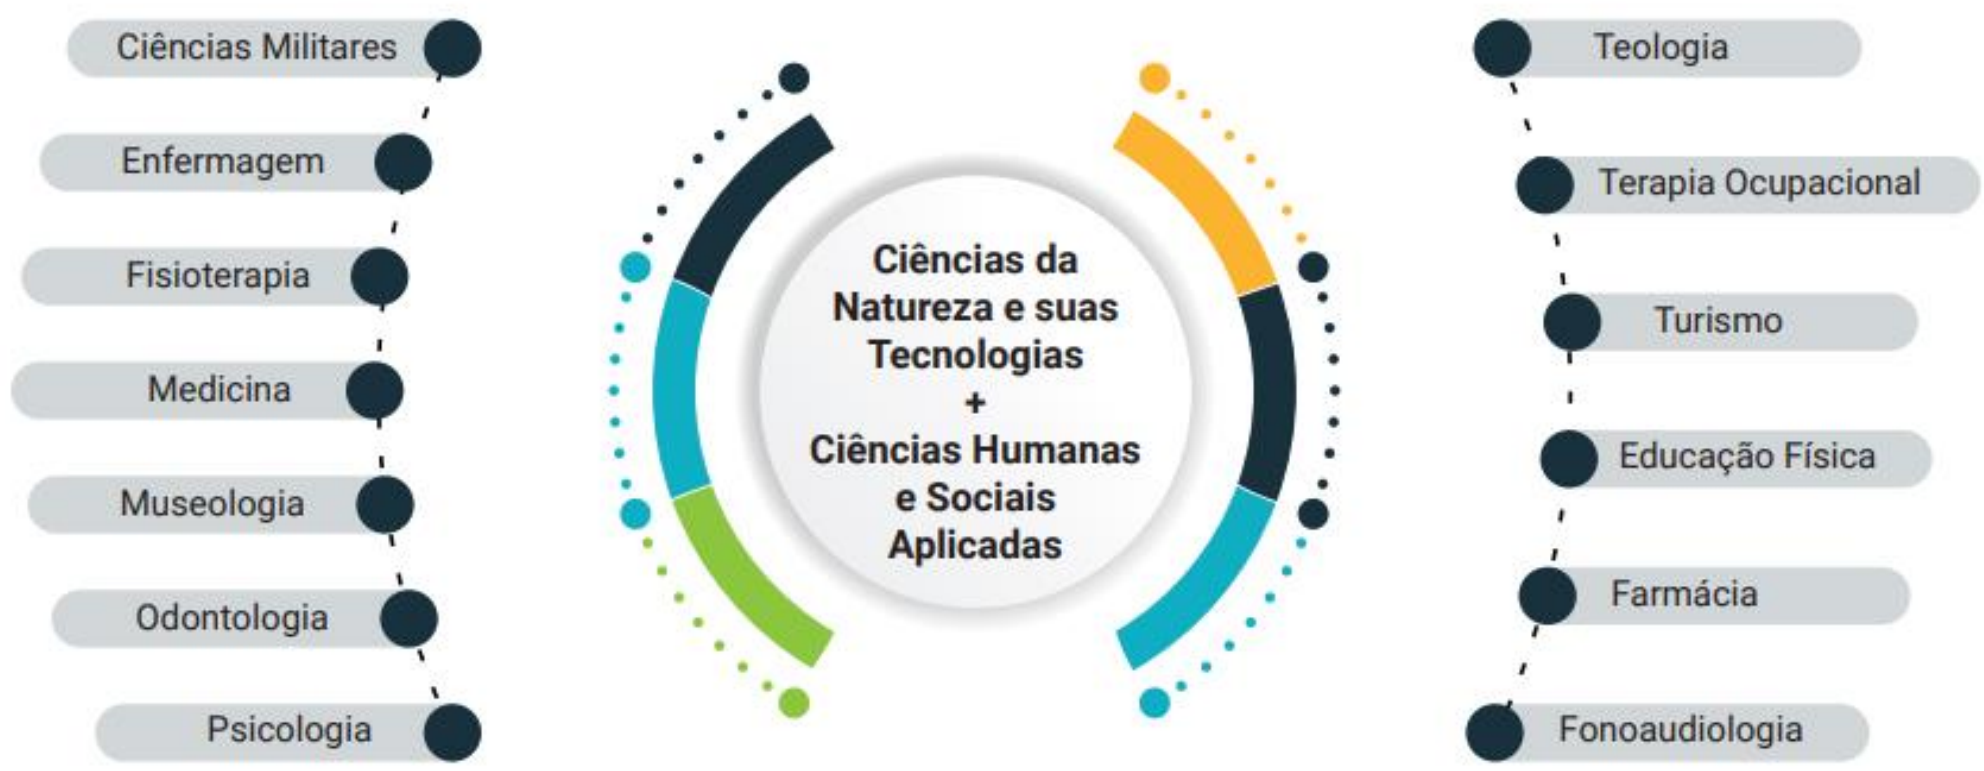 Ciências Militares
Enfermagem
Fisioterapia
Medicina
Museologia
Odontologia
Psicologia
Ciências da
Natureza e suas
Tecnologias
+
Ciências Humanas
e Sociais
Aplicadas
Teologia
Terapia Ocupacional
Turismo
Educação Física
Farmácia
Fonoaudiologia